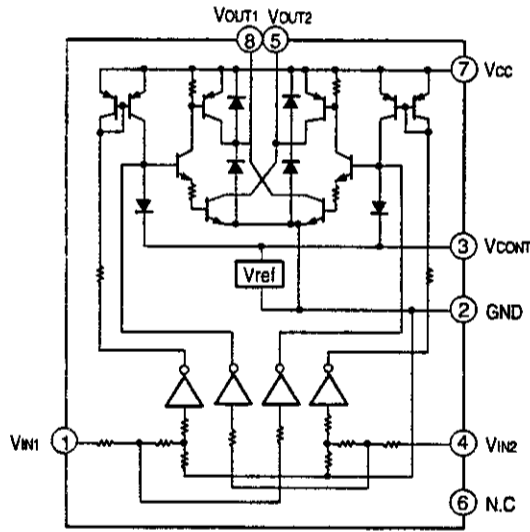 VOUT1 VOUT2
8 5
7 VCC
3 VCONT
Vref
2 GND
VIN1 1
4 VIN2
6 N.C